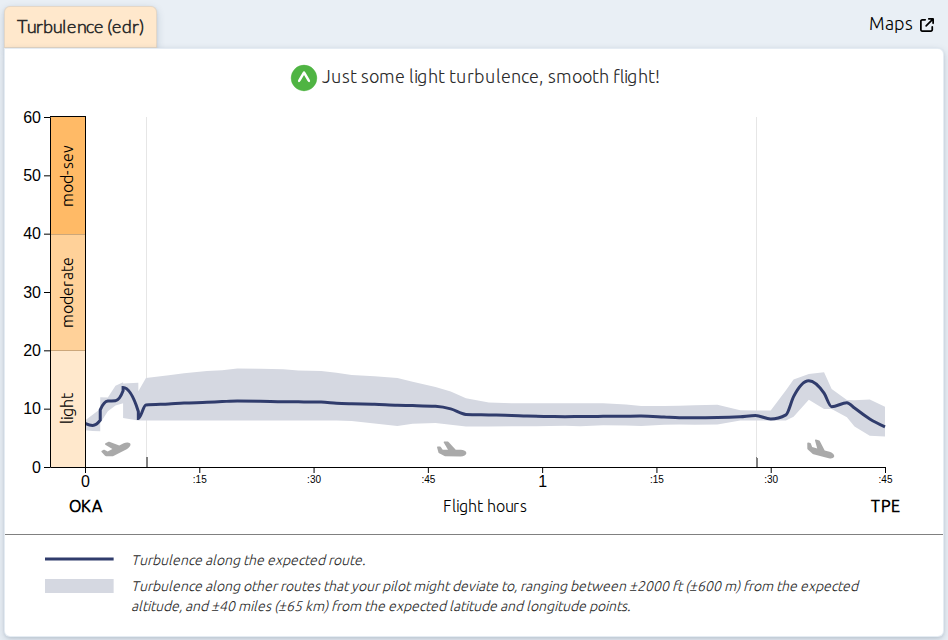 Turbulence (edr)
Maps
Just some light turbulence, smooth flight!
60
50
40
30
20
10
0
mod-sev
moderate
light
0 :15 :30 :45 1 :15 :30 :45
OKA Flight hours TPE
Turbulence along the expected route.
Turbulence along other routes that your pilot might deviate to, ranging between ±2000 ft (±600 m) from the expected
altitude, and ±40 miles (±65 km) from the expected latitude and longitude points.